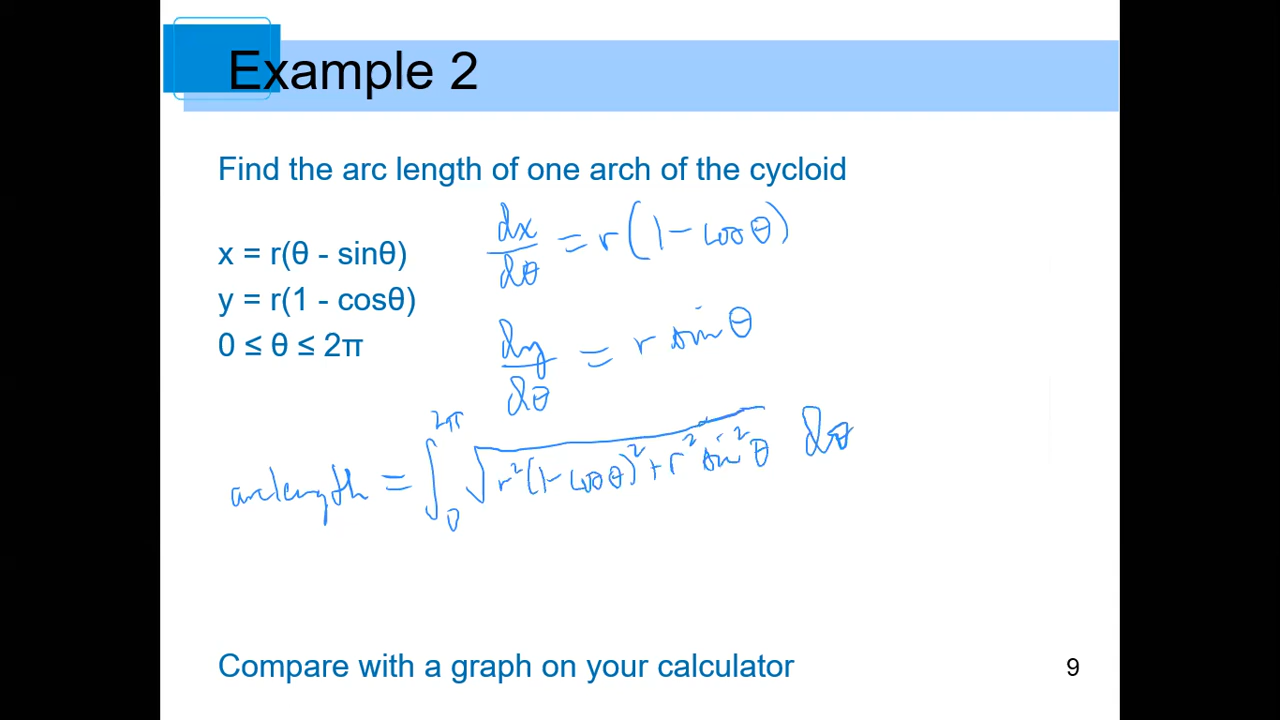 Example 2
Find the arc length of one arch of the cycloid
x = r(θ - sinθ)
y = r(1 - cosθ)
0 ≤ θ ≤ 2π
dx/dθ = r(1 - cosθ)
dy/dθ = r sinθ
arclength = ∫₀^2π √(r²(1-cosθ)² + r² sin²θ) dθ
Compare with a graph on your calculator
9